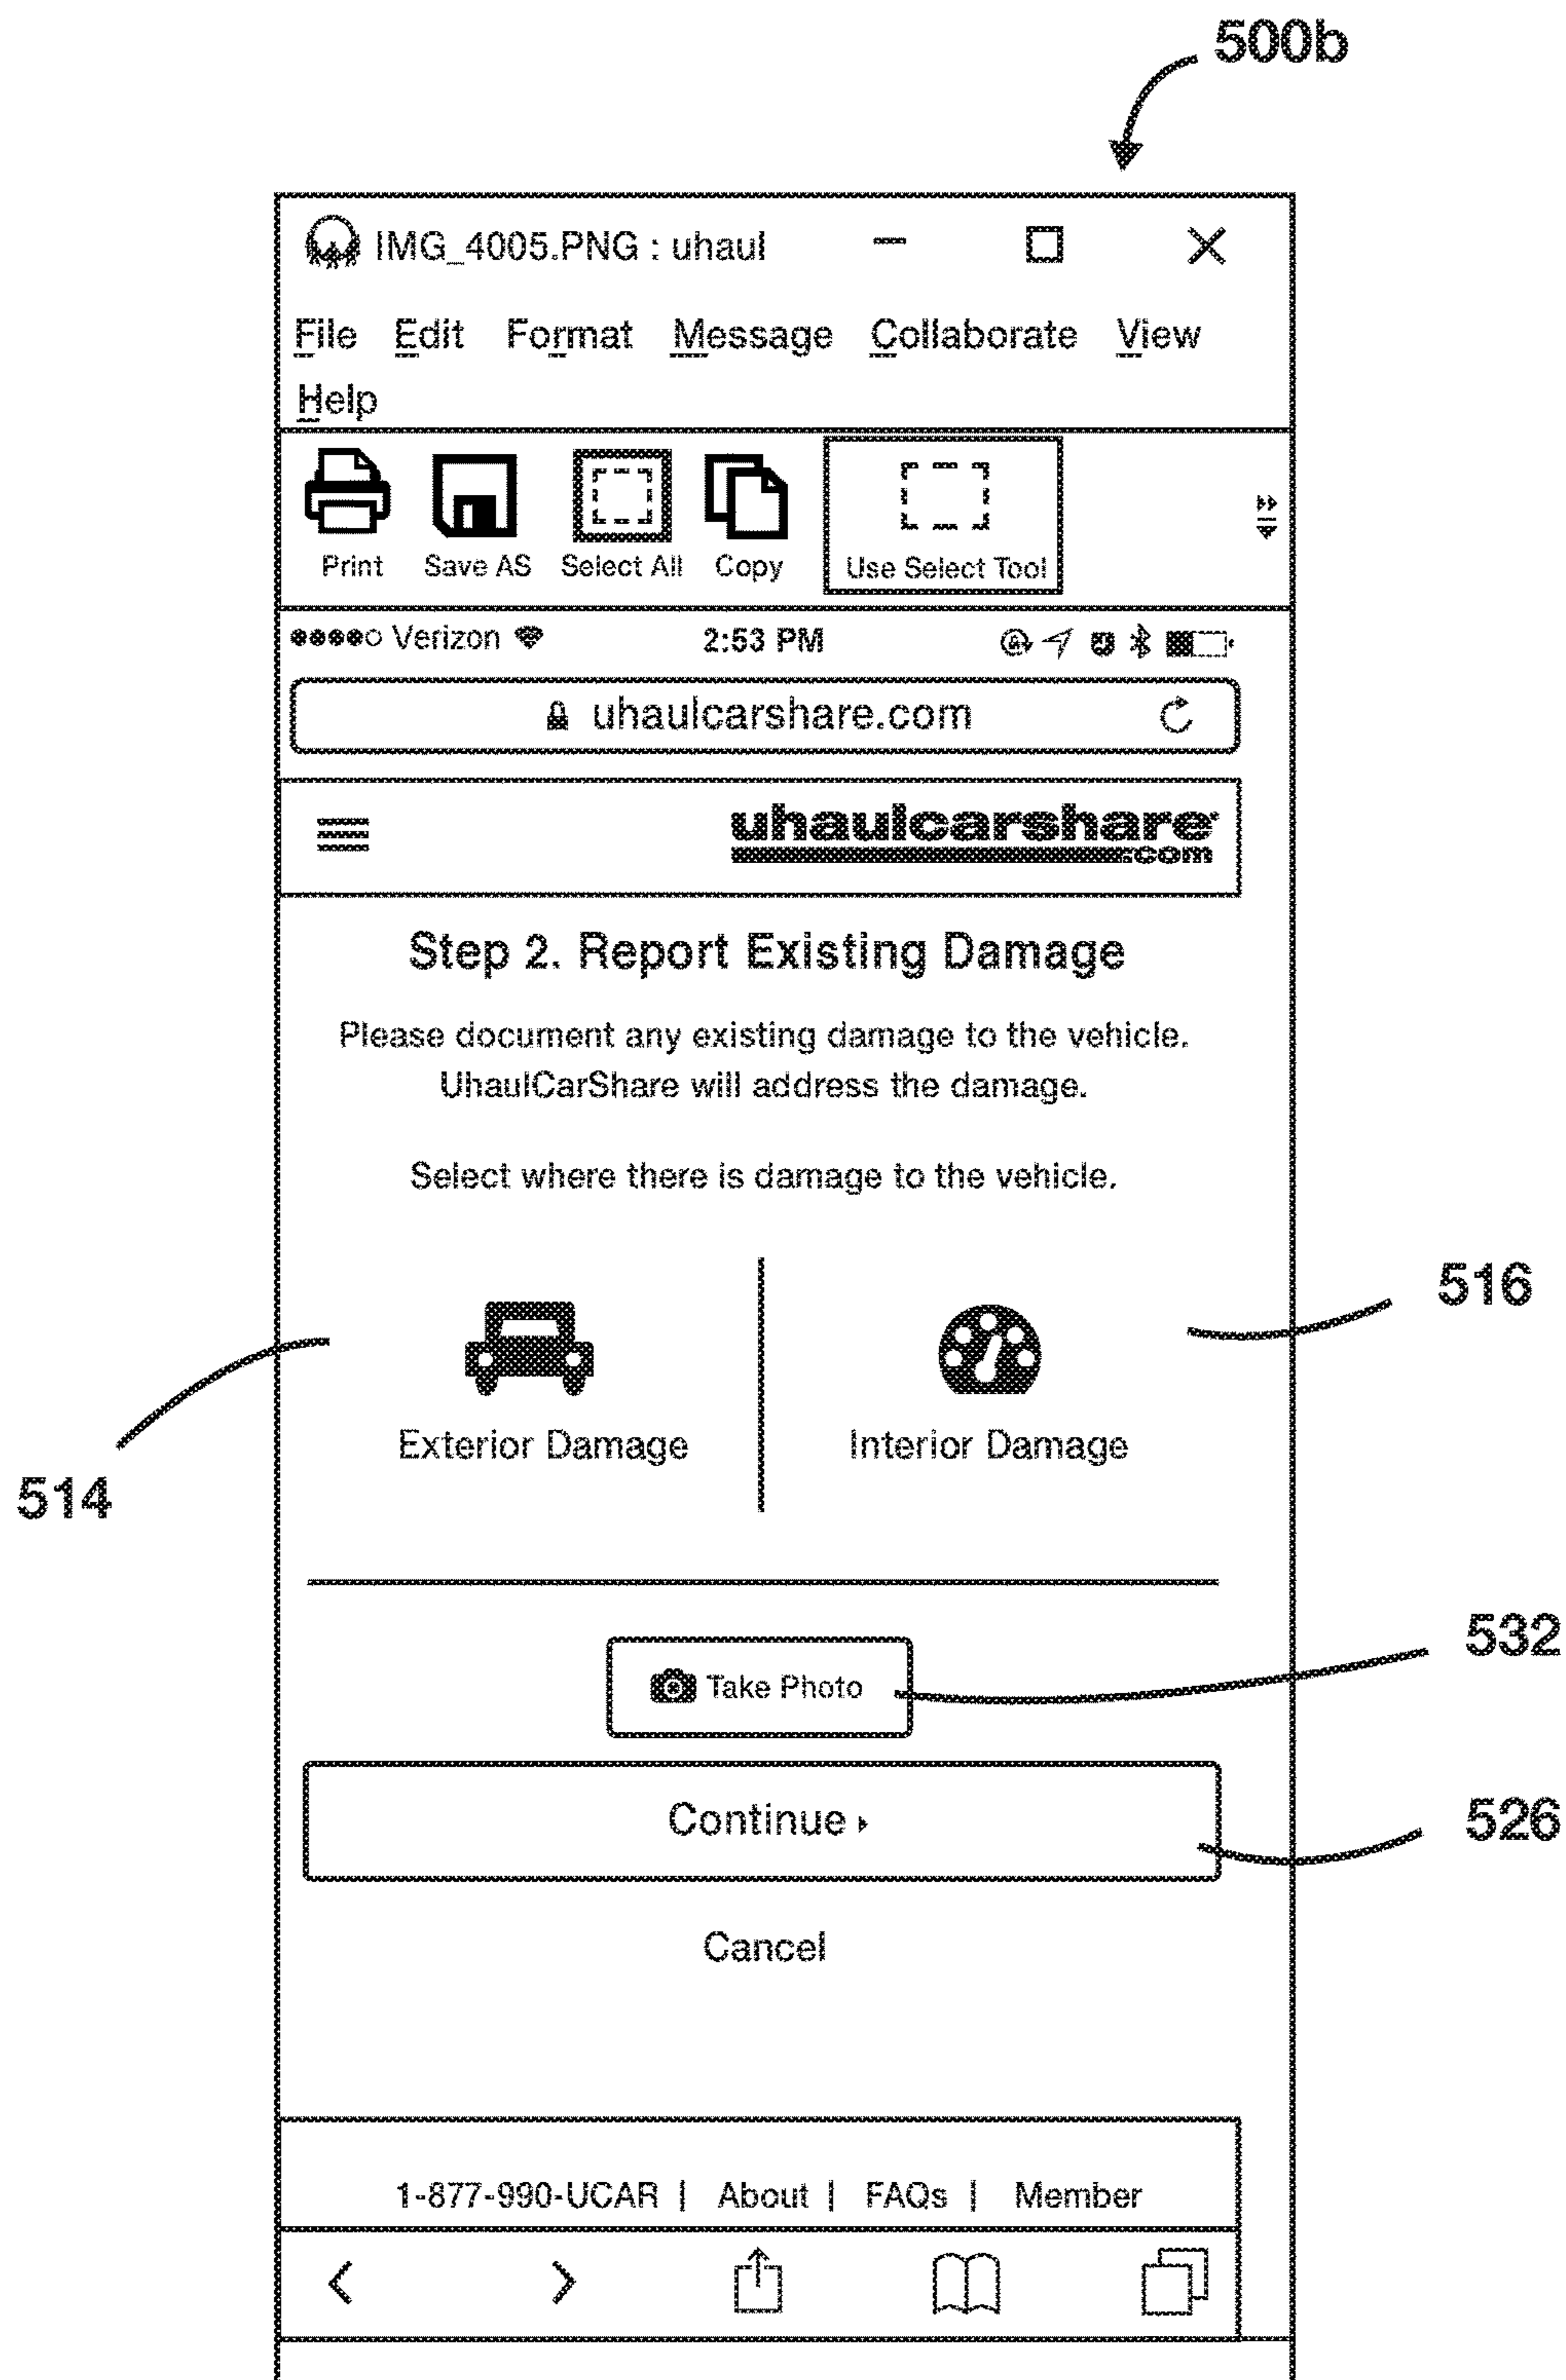 500b
IMG_4005.PNG : uhaul
File Edit Format Message Collaborate View
Help
Print Save AS Select All Copy Use Select Tool
Verizon 2:53 PM
uhaulcarshare.com
uhaulcarshare
.com
Step 2. Report Existing Damage
Please document any existing damage to the vehicle.
UhaulCarShare will address the damage.
Select where there is damage to the vehicle.
516
Exterior Damage Interior Damage
514
532
Take Photo
Continue
526
Cancel
1-877-990-UCAR | About | FAQs | Member